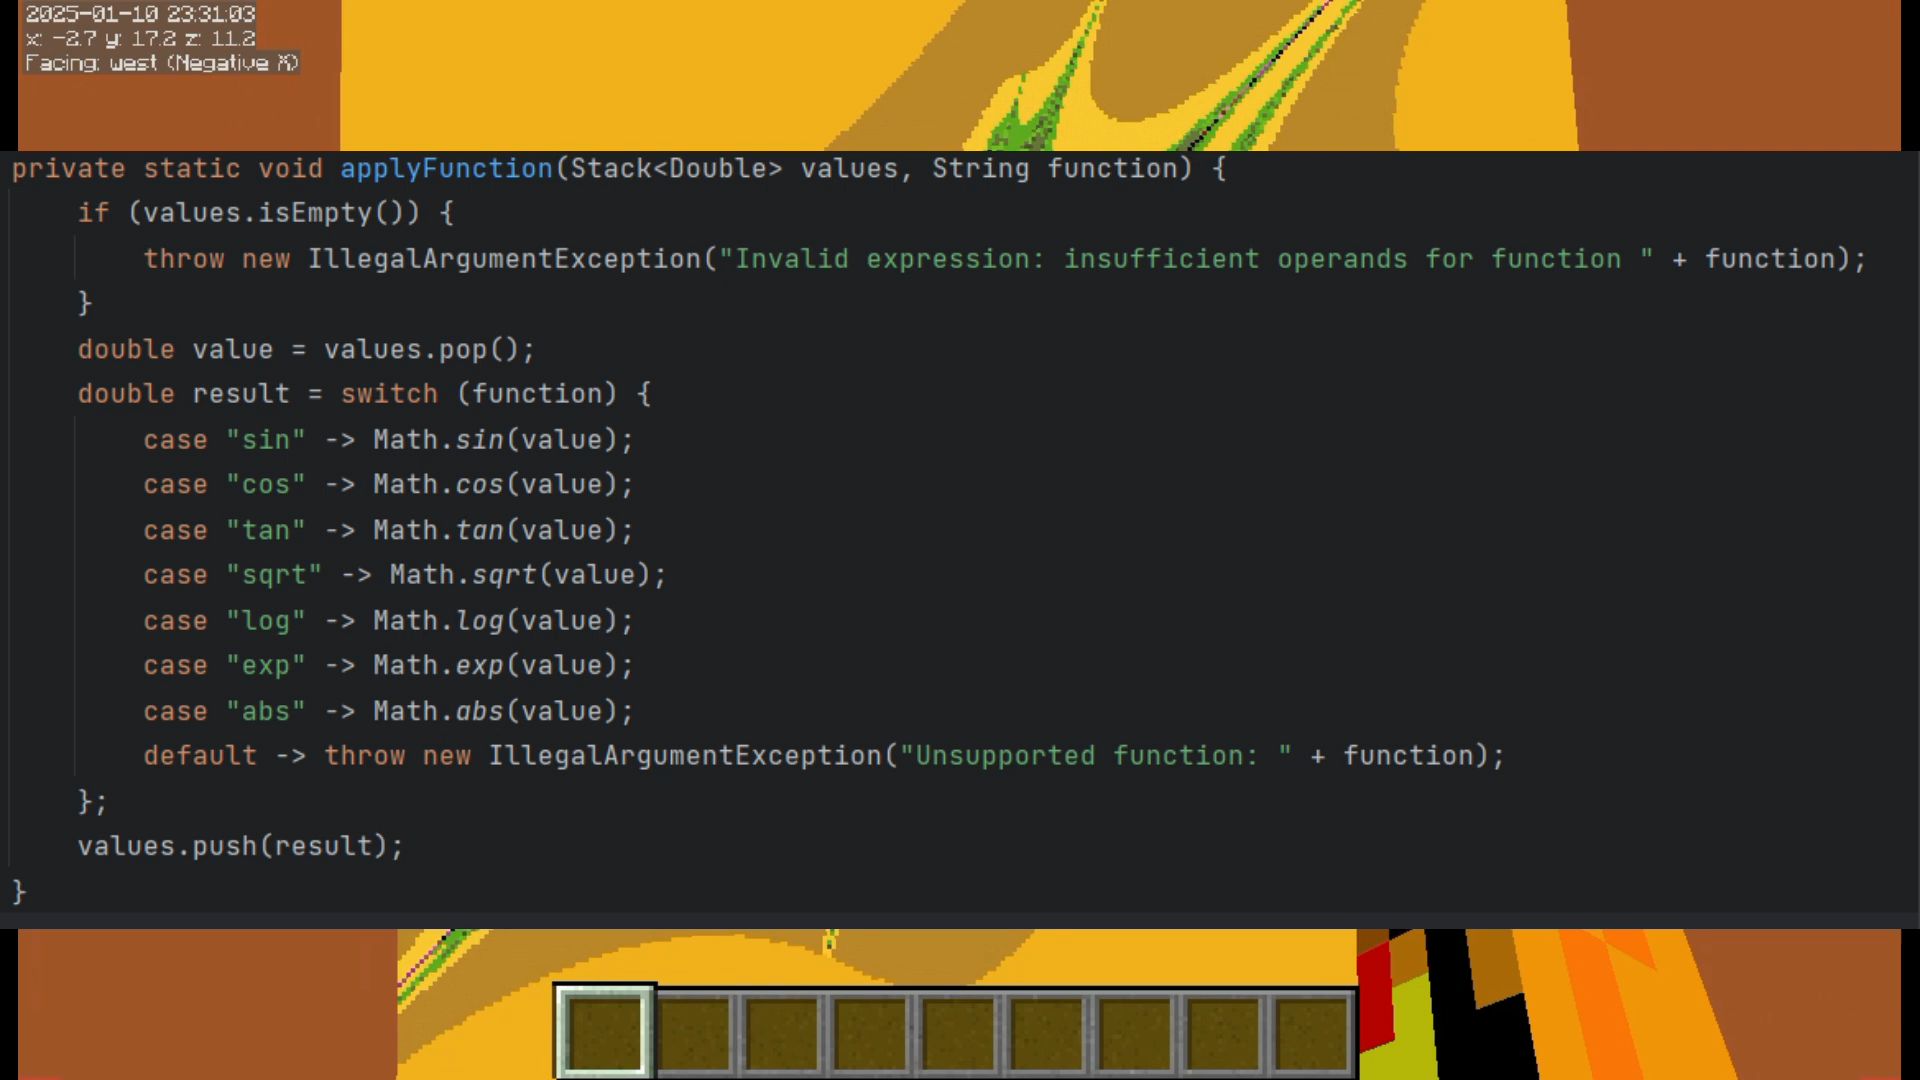 2025-01-10 23:31:03
x: -2.7 y: 17.2 z: 11.2
Facing: west (Negative X)
private static void applyFunction(Stack<Double> values, String function) {
if (values.isEmpty()) {
throw new IllegalArgumentException("Invalid expression: insufficient operands for function " + function);
}
double value = values.pop();
double result = switch (function) {
case "sin" -> Math.sin(value);
case "cos" -> Math.cos(value);
case "tan" -> Math.tan(value);
case "sqrt" -> Math.sqrt(value);
case "log" -> Math.log(value);
case "exp" -> Math.exp(value);
case "abs" -> Math.abs(value);
default -> throw new IllegalArgumentException("Unsupported function: " + function);
};
values.push(result);
}